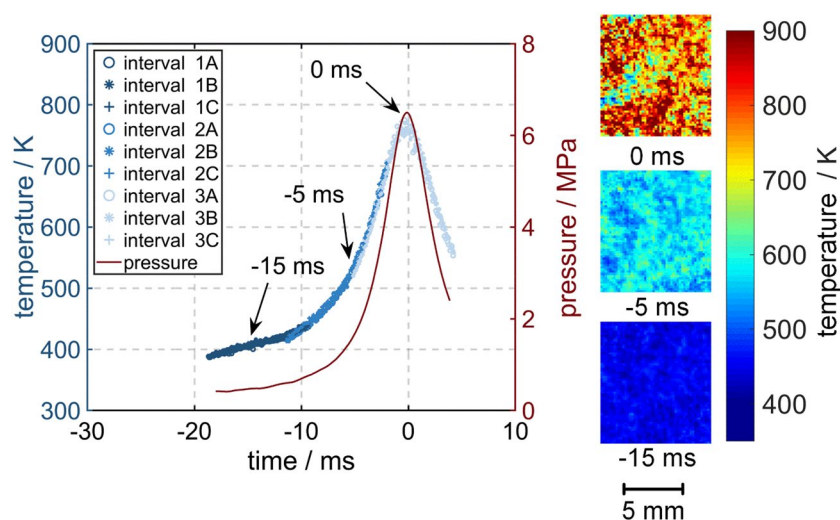 900
800
700
600
500
400
300
temperature / K
interval 1A
interval 1B
interval 1C
interval 2A
interval 2B
interval 2C
interval 3A
interval 3B
interval 3C
pressure
0 ms
-5 ms
-15 ms
-30
-20
-10
0
10
time / ms
8
6
4
2
0
pressure / MPa
0 ms
-5 ms
-15 ms
5 mm
900
800
700
600
500
400
temperature / K